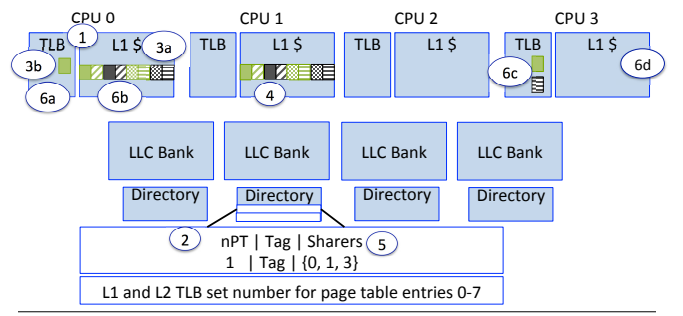 CPU 0 CPU 1 CPU 2 CPU 3
TLB 1 L1 $ 3a TLB L1 $ TLB L1 $ TLB L1 $
3b 6c 6d
6a 6b 4
LLC Bank LLC Bank LLC Bank LLC Bank
Directory Directory Directory Directory
2 nPT | Tag | Sharers 5
1 | Tag | {0, 1, 3}
L1 and L2 TLB set number for page table entries 0-7